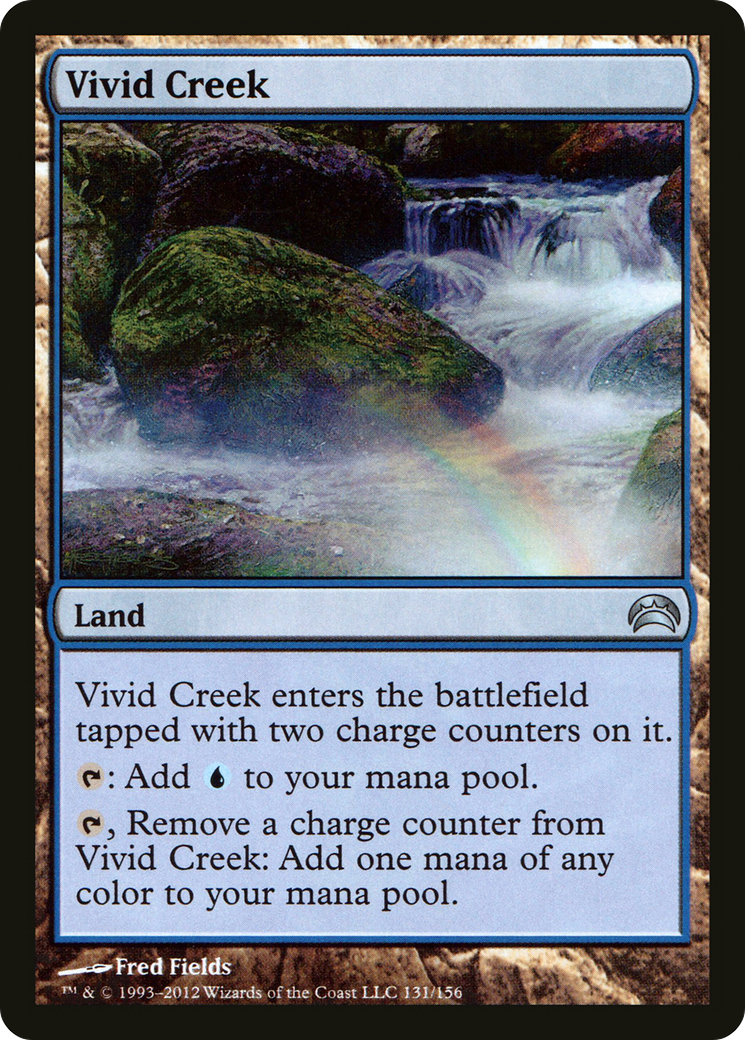 Vivid Creek
Land
Vivid Creek enters the battlefield
tapped with two charge counters on it.
: Add to your mana pool.
, Remove a charge counter from
Vivid Creek: Add one mana of any
color to your mana pool.
Fred Fields
™ & © 1993–2012 Wizards of the Coast LLC 131/156